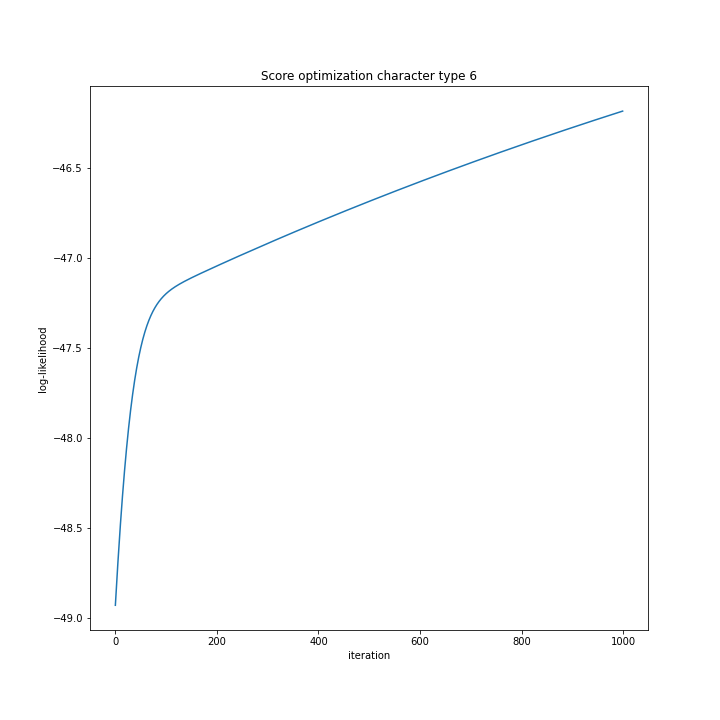 Score optimization character type 6
−46.5
−47.0
−47.5
−48.0
−48.5
−49.0
log-likelihood
0 200 400 600 800 1000
iteration